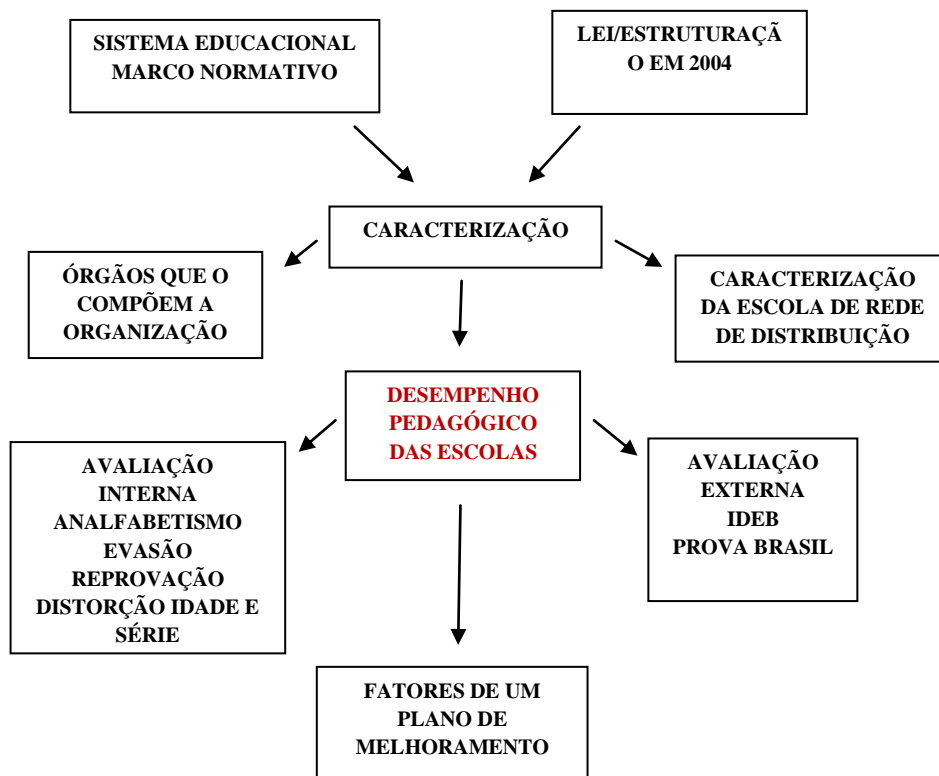 SISTEMA EDUCACIONAL
MARCO NORMATIVO
LEI/ESTRUTURAÇÃ
O EM 2004
CARACTERIZAÇÃO
ÓRGÃOS QUE O
COMPÕEM A
ORGANIZAÇÃO
CARACTERIZAÇÃO
DA ESCOLA DE REDE
DE DISTRIBUIÇÃO
DESEMPENHO
PEDAGÓGICO
DAS ESCOLAS
AVALIAÇÃO
INTERNA
ANALFABETISMO
EVASÃO
REPROVAÇÃO
DISTORÇÃO IDADE E
SÉRIE
AVALIAÇÃO
EXTERNA
IDEB
PROVA BRASIL
FATORES DE UM
PLANO DE
MELHORAMENTO